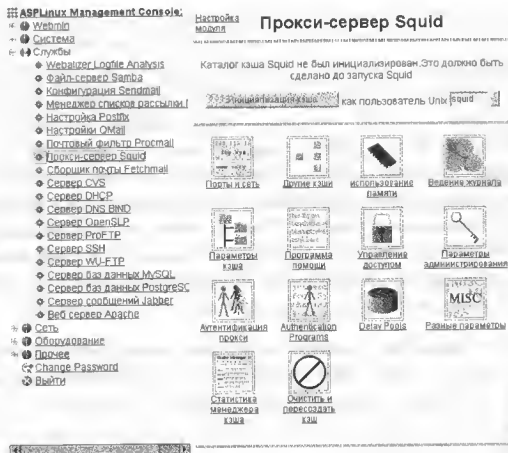 ASPLinux Management Console:
Webmin
Система
Службы
Webalizer Logfile Analysis
Файл-сервер Samba
Конфигурация Sendmail
Менеджер списков рассылки
Настройка Postfix
Настройки QMail
Почтовый фильтр Procmail
Прокси-сервер Squid
Сборщик почты Fetchmail
Сервер CVS
Сервер DHCP
Сервер DNS BIND
Сервер OpenSLP
Сервер ProFTP
Сервер SSH
Сервер WU-FTP
Сервер баз данных MySQL
Сервер баз данных PostgreSQ
Сервер сообщений Jabber
Веб сервер Apache
Сеть
Оборудование
Прочее
Change Password
Выйти
Настройка
модуля
Прокси-сервер Squid
Каталог кэша Squid не был инициализирован.Это должно быть
сделано до запуска Squid
Инициализация кэша как пользователь Unix squid
Порты и сеть
Другие кэши
использование
памяти
Ведение журнала
Параметры
кэша
Программа
помощи
Управление
доступом
Параметры
администрирования
Аутентификация
прокси
Authentication
Programs
Delay Pools
MISC
Разные параметры
Статистика
менеджера
кэша
Очистить и
пересоздать
кэш